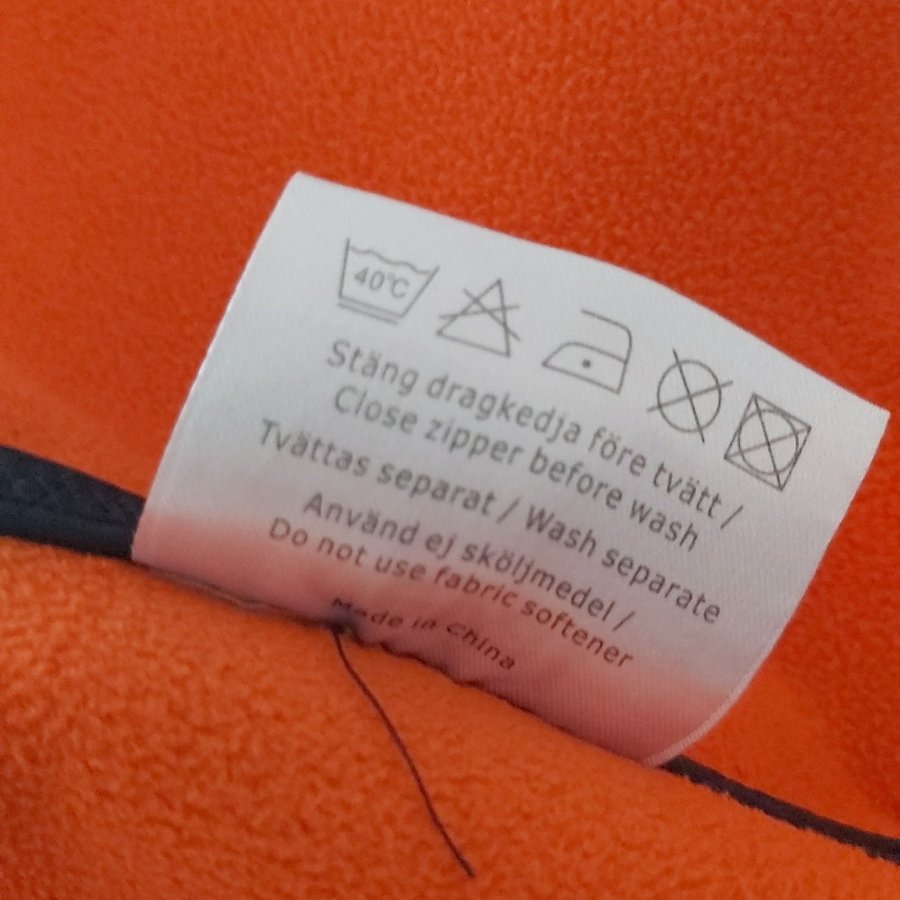 40°C
Stäng dragkedja före tvätt /
Close zipper before wash
Tvättas separat / Wash separate
Använd ej sköljmedel /
Do not use fabric softener
Made in China